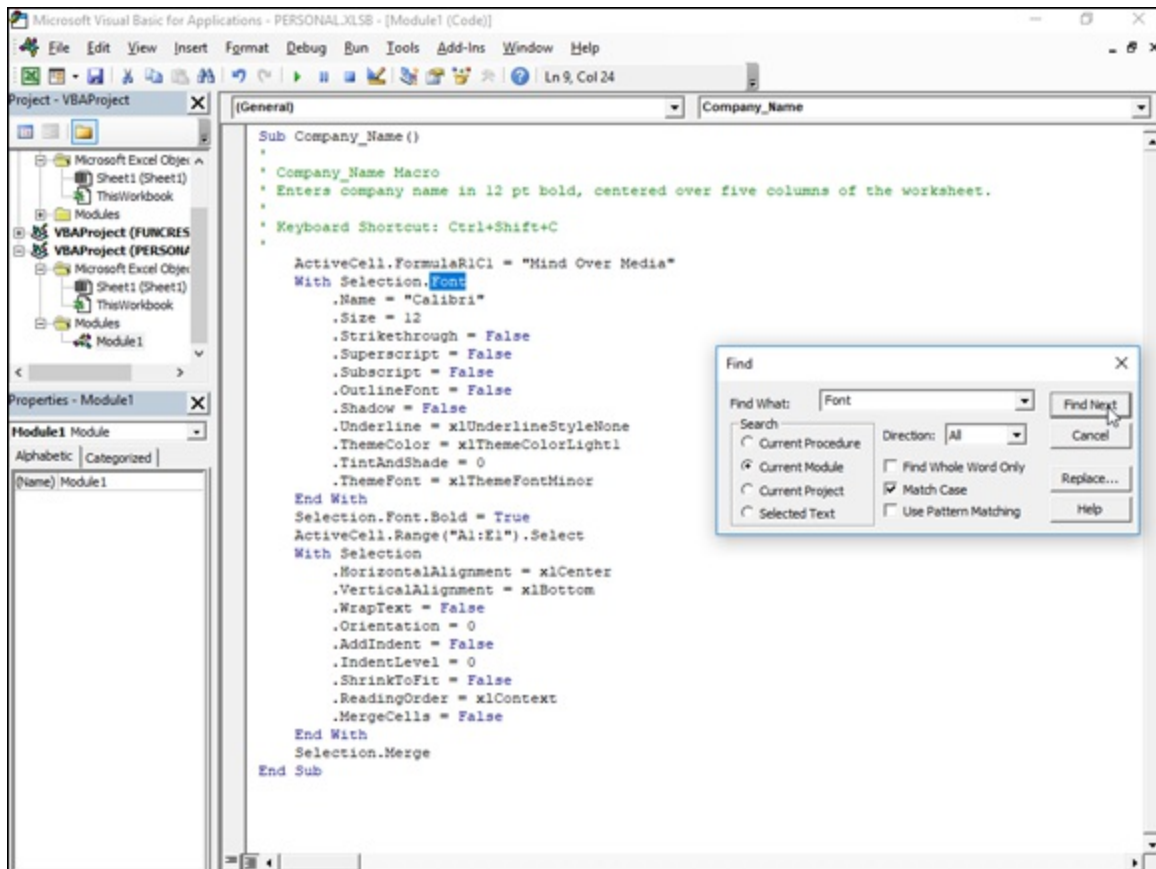 Microsoft Visual Basic for Applications - PERSONAL.XLSB - [Module1 (Code)]
File Edit View Insert Format Debug Run Tools Add-Ins Window Help
Ln 9, Col 24
Project - VBAProject
(General) Company_Name
Microsoft Excel Objec
Sheet1 (Sheet1)
ThisWorkbook
Modules
VBAProject (FUNCRES
VBAProject (PERSONA
Microsoft Excel Objec
Sheet1 (Sheet1)
ThisWorkbook
Modules
Module1
Properties - Module1
Module1 Module
Alphabetic Categorized
(Name) Module1
Sub Company_Name()
'
' Company_Name Macro
' Enters company name in 12 pt bold, centered over five columns of the worksheet.
'
' Keyboard Shortcut: Ctrl+Shift+C
'
ActiveCell.FormulaR1C1 = "Mind Over Media"
With Selection.Font
.Name = "Calibri"
.Size = 12
.Strikethrough = False
.Superscript = False
.Subscript = False
.OutlineFont = False
.Shadow = False
.Underline = xlUnderlineStyleNone
.ThemeColor = xlThemeColorLight1
.TintAndShade = 0
.ThemeFont = xlThemeFontMinor
End With
Selection.Font.Bold = True
ActiveCell.Range("A1:E1").Select
With Selection
.HorizontalAlignment = xlCenter
.VerticalAlignment = xlBottom
.WrapText = False
.Orientation = 0
.AddIndent = False
.IndentLevel = 0
.ShrinkToFit = False
.ReadingOrder = xlContext
.MergeCells = False
End With
Selection.Merge
End Sub
Find
Find What: Font Find Next
Search
Current Procedure Direction: All Cancel
Current Module Find Whole Word Only
Current Project Match Case Replace...
Selected Text Use Pattern Matching Help